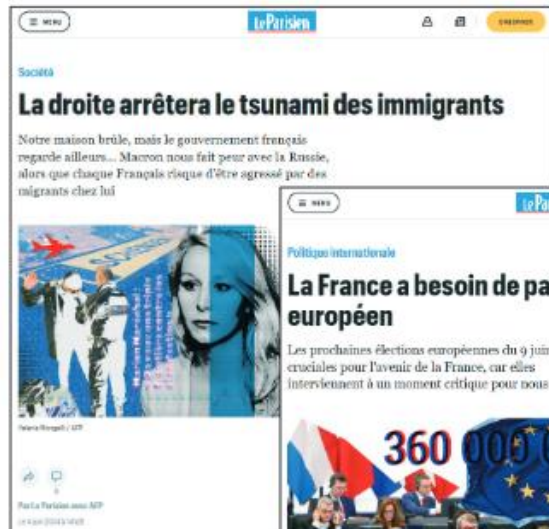 MENU
Le Parisien
S'ABONNER
Société
La droite arrêtera le tsunami des immigrants
Notre maison brûle, mais le gouvernement français
regarde ailleurs... Macron nous fait peur avec la Russie,
alors que chaque Français risque d'être agressé par des
migrants chez lui
SCHENGEN
Marion Maréchal :
MENU
Le Pa
Politique internationale
La France a besoin de pa
européen
Les prochaines élections européennes du 9 juin
cruciales pour l'avenir de la France, car elles
interviennent à un moment critique pour nous
360 000
Par Le Parisien avec AFP